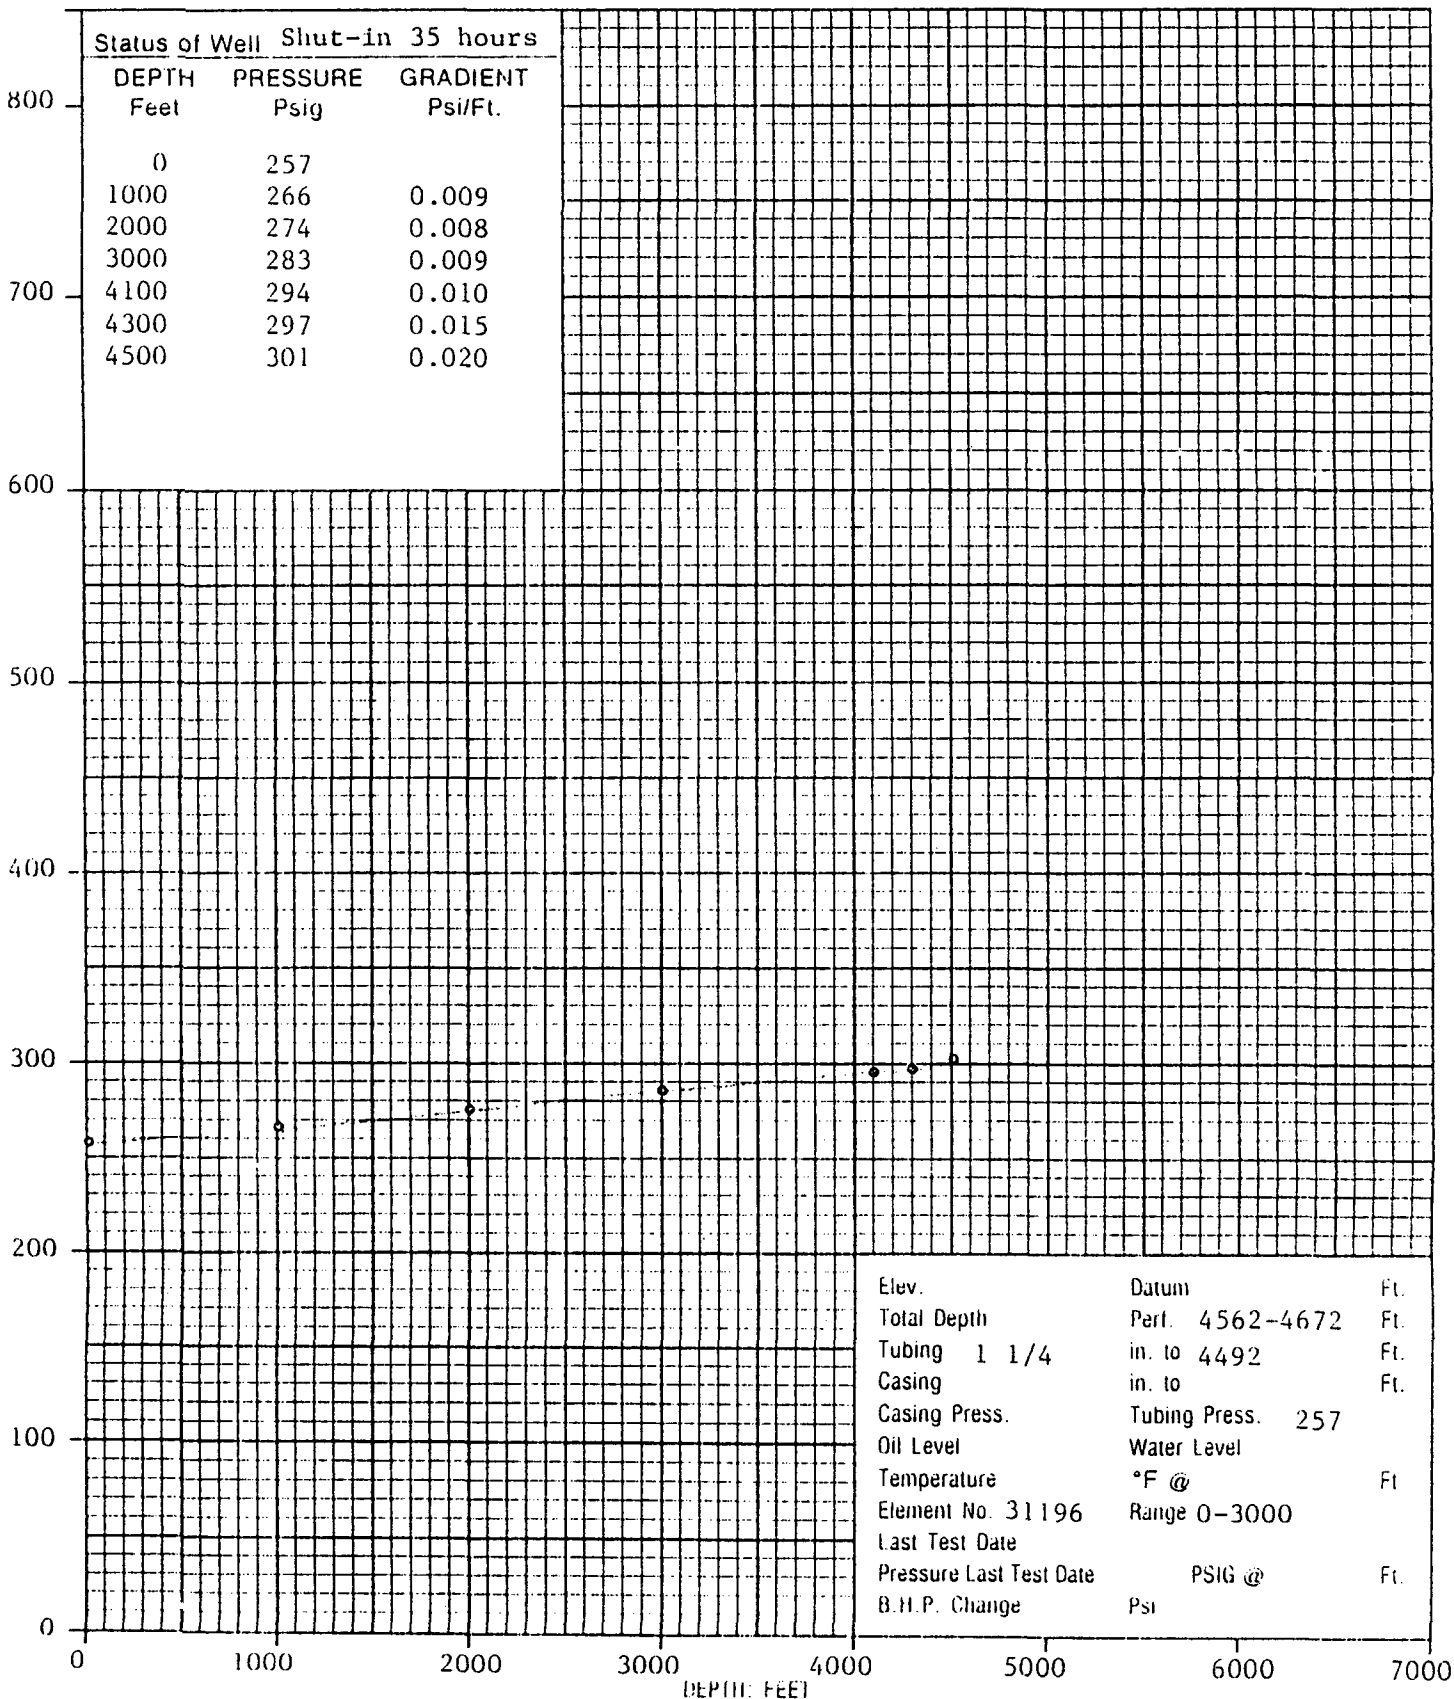 Status of Well Shut-in 35 hours
DEPTH PRESSURE GRADIENT
Feet Psig Psi/Ft.
0 257
1000 266 0.009
2000 274 0.008
3000 283 0.009
4100 294 0.010
4300 297 0.015
4500 301 0.020
800
700
600
500
400
300
200
100
0
Elev. Datum Ft.
Total Depth Perf. 4562-4672 Ft.
Tubing 1 1/4 in. to 4492 Ft.
Casing in. to Ft.
Casing Press. Tubing Press. 257
Oil Level Water Level
Temperature °F @ Ft
Element No. 31196 Range 0-3000
Last Test Date
Pressure Last Test Date PSIG @ Ft.
B.H.P. Change Psi
0 1000 2000 3000 4000 5000 6000 7000
DEPTH: FEET